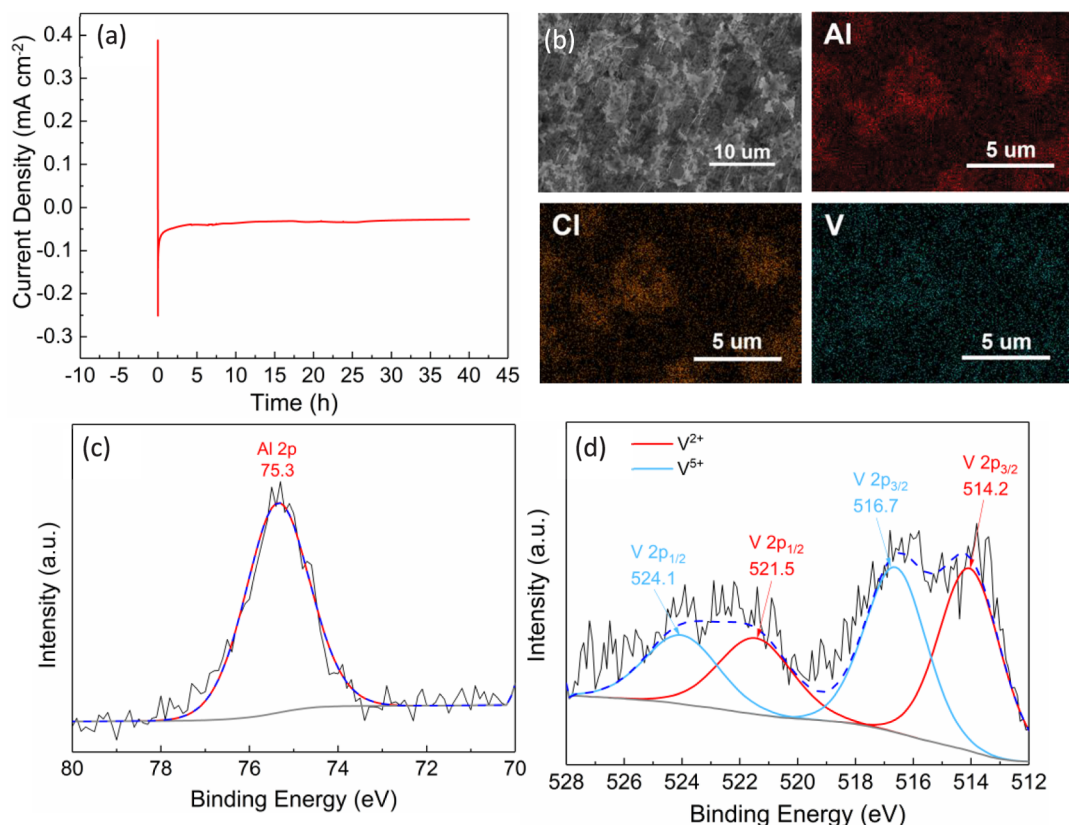 (a)
0.4
0.3
0.2
0.1
0.0
-0.1
-0.2
-0.3
Current Density (mA cm⁻²)
-10 -5 0 5 10 15 20 25 30 35 40 45
Time (h)
(b)
10 um
Al
5 um
Cl
5 um
V
5 um
(c)
Al 2p
75.3
Intensity (a.u.)
80 78 76 74 72 70
Binding Energy (eV)
(d)
V²⁺
V⁵⁺
V 2p₁/₂
524.1
V 2p₁/₂
521.5
V 2p₃/₂
516.7
V 2p₃/₂
514.2
Intensity (a.u.)
528 526 524 522 520 518 516 514 512
Binding Energy (eV)